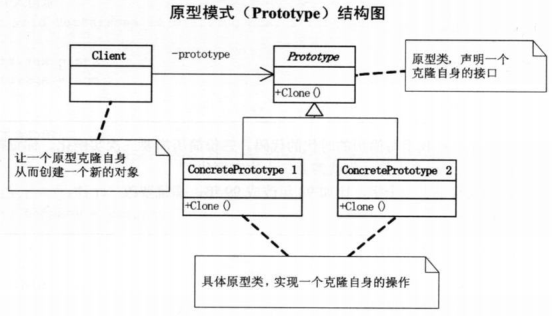 原型模式（Prototype）结构图
Client
-prototype
Prototype
+Clone()
原型类，声明一个
克隆自身的接口
让一个原型克隆自身
从而创建一个新的对象
ConcretePrototype 1
+Clone()
ConcretePrototype 2
+Clone()
具体原型类，实现一个克隆自身的操作